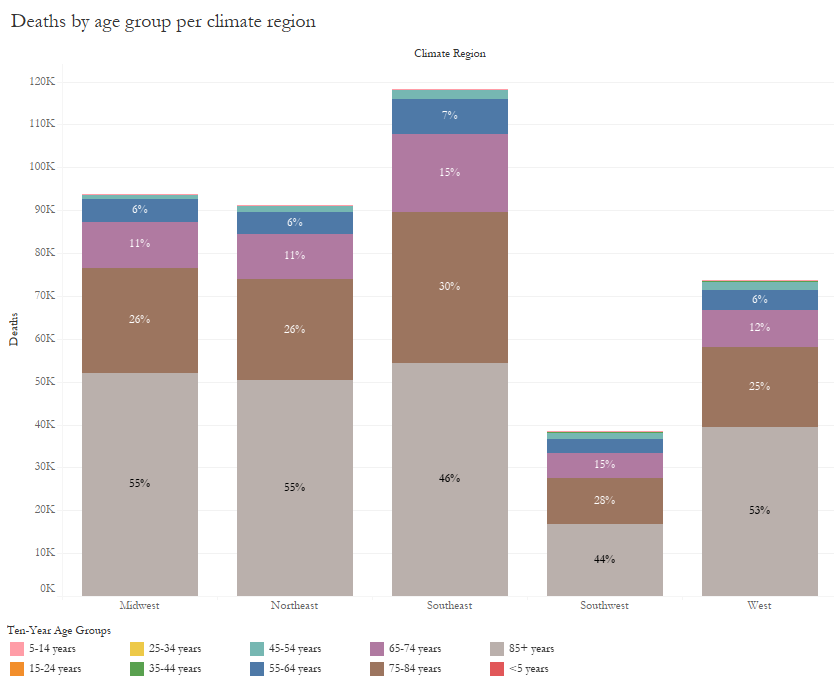 Deaths by age group per climate region
Climate Region
Deaths
120K
110K
100K
90K
80K
70K
60K
50K
40K
30K
20K
10K
0K
6%
11%
26%
55%
6%
11%
26%
55%
7%
15%
30%
46%
15%
28%
44%
6%
12%
25%
53%
Midwest Northeast Southeast Southwest West
Ten-Year Age Groups
5-14 years 25-34 years 45-54 years 65-74 years 85+ years
15-24 years 35-44 years 55-64 years 75-84 years <5 years